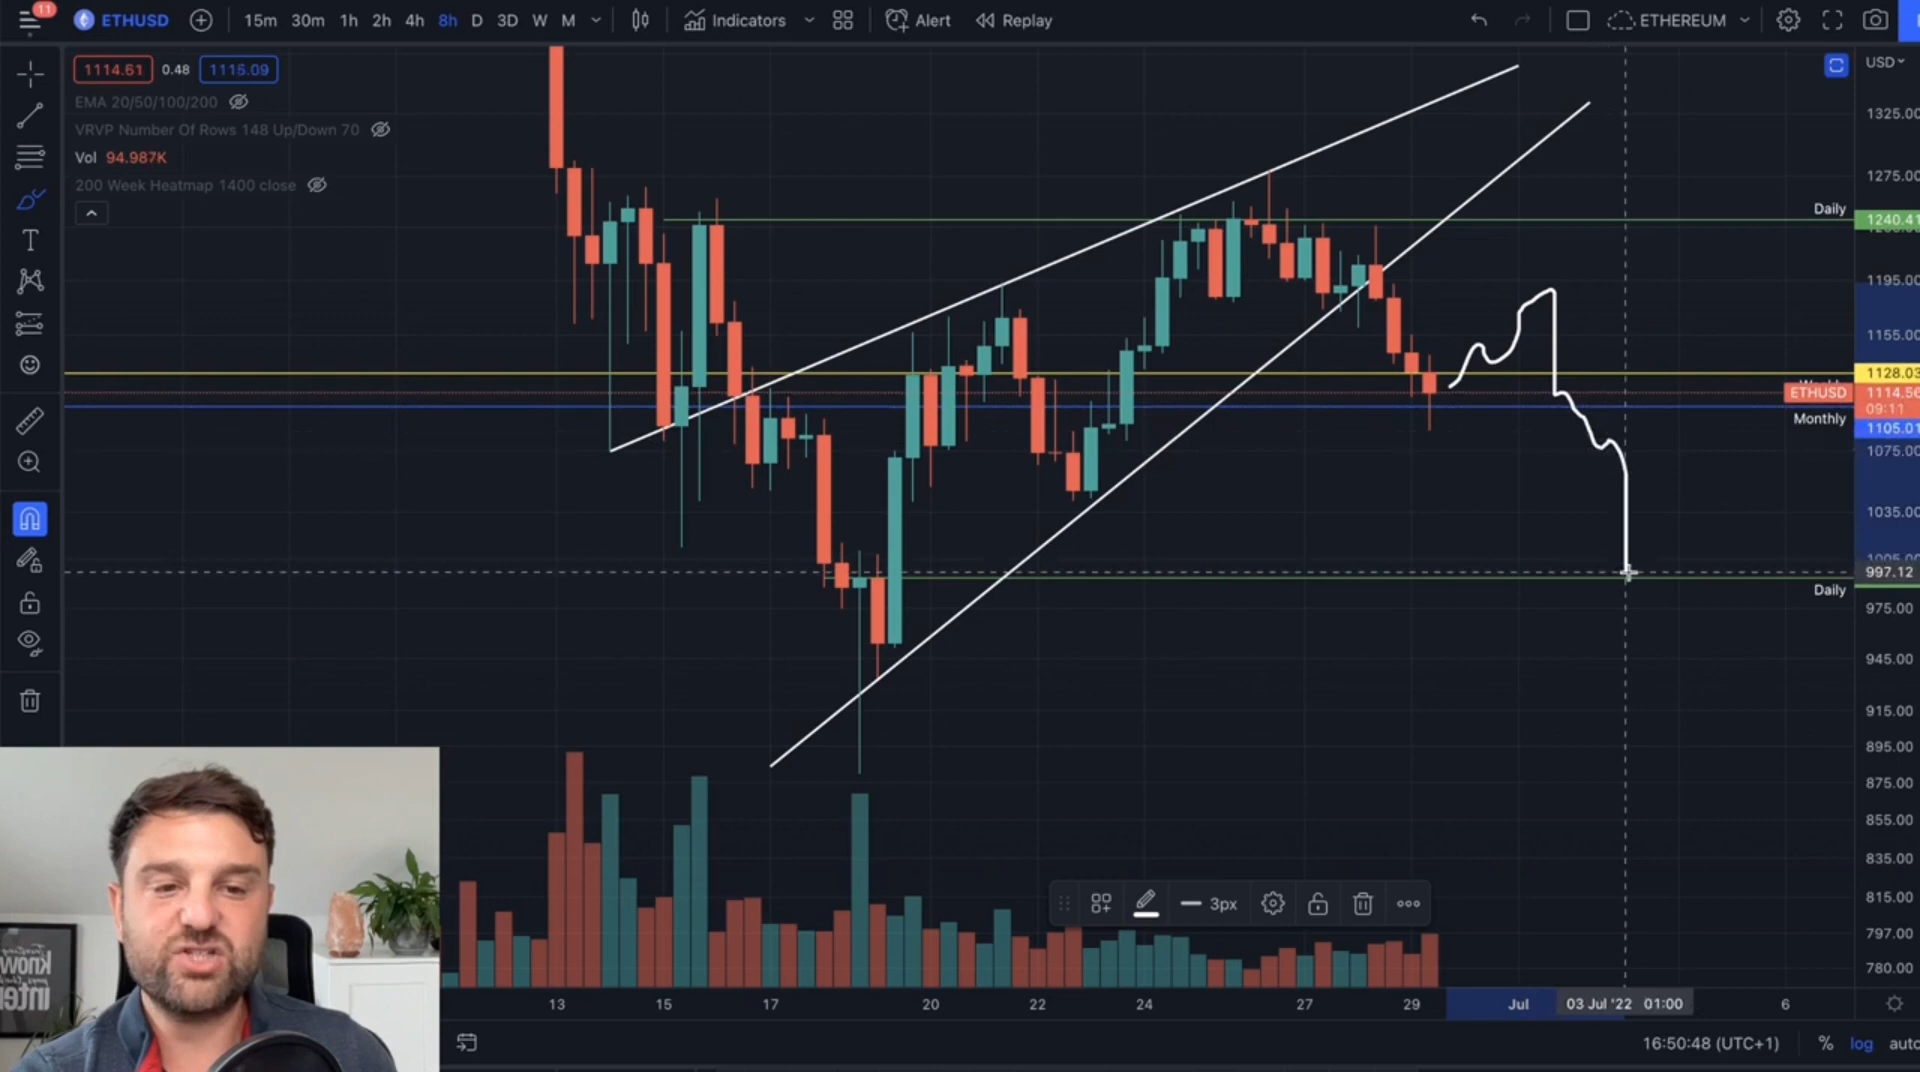 11 ETHUSD 15m 30m 1h 2h 4h 8h D 3D W M Indicators Alert Replay ETHEREUM
1114.61 0.48 1115.09
USD
EMA 20/50/100/200
VRVP Number Of Rows 148 Up/Down 70
Vol 94.987K
200 Week Heatmap 1400 close
1325.00
1275.00
Daily 1240.41
1195.00
1155.00
1128.03
ETHUSD 1114.56
09:11
Monthly 1105.01
1075.00
1035.00
1005.00
997.12
Daily
975.00
945.00
915.00
895.00
875.00
855.00
835.00
815.00
797.00
780.00
T
3px
know
13 15 17 20 22 24 27 29 Jul 03 Jul '22 01:00 6
16:50:48 (UTC+1) % log auto